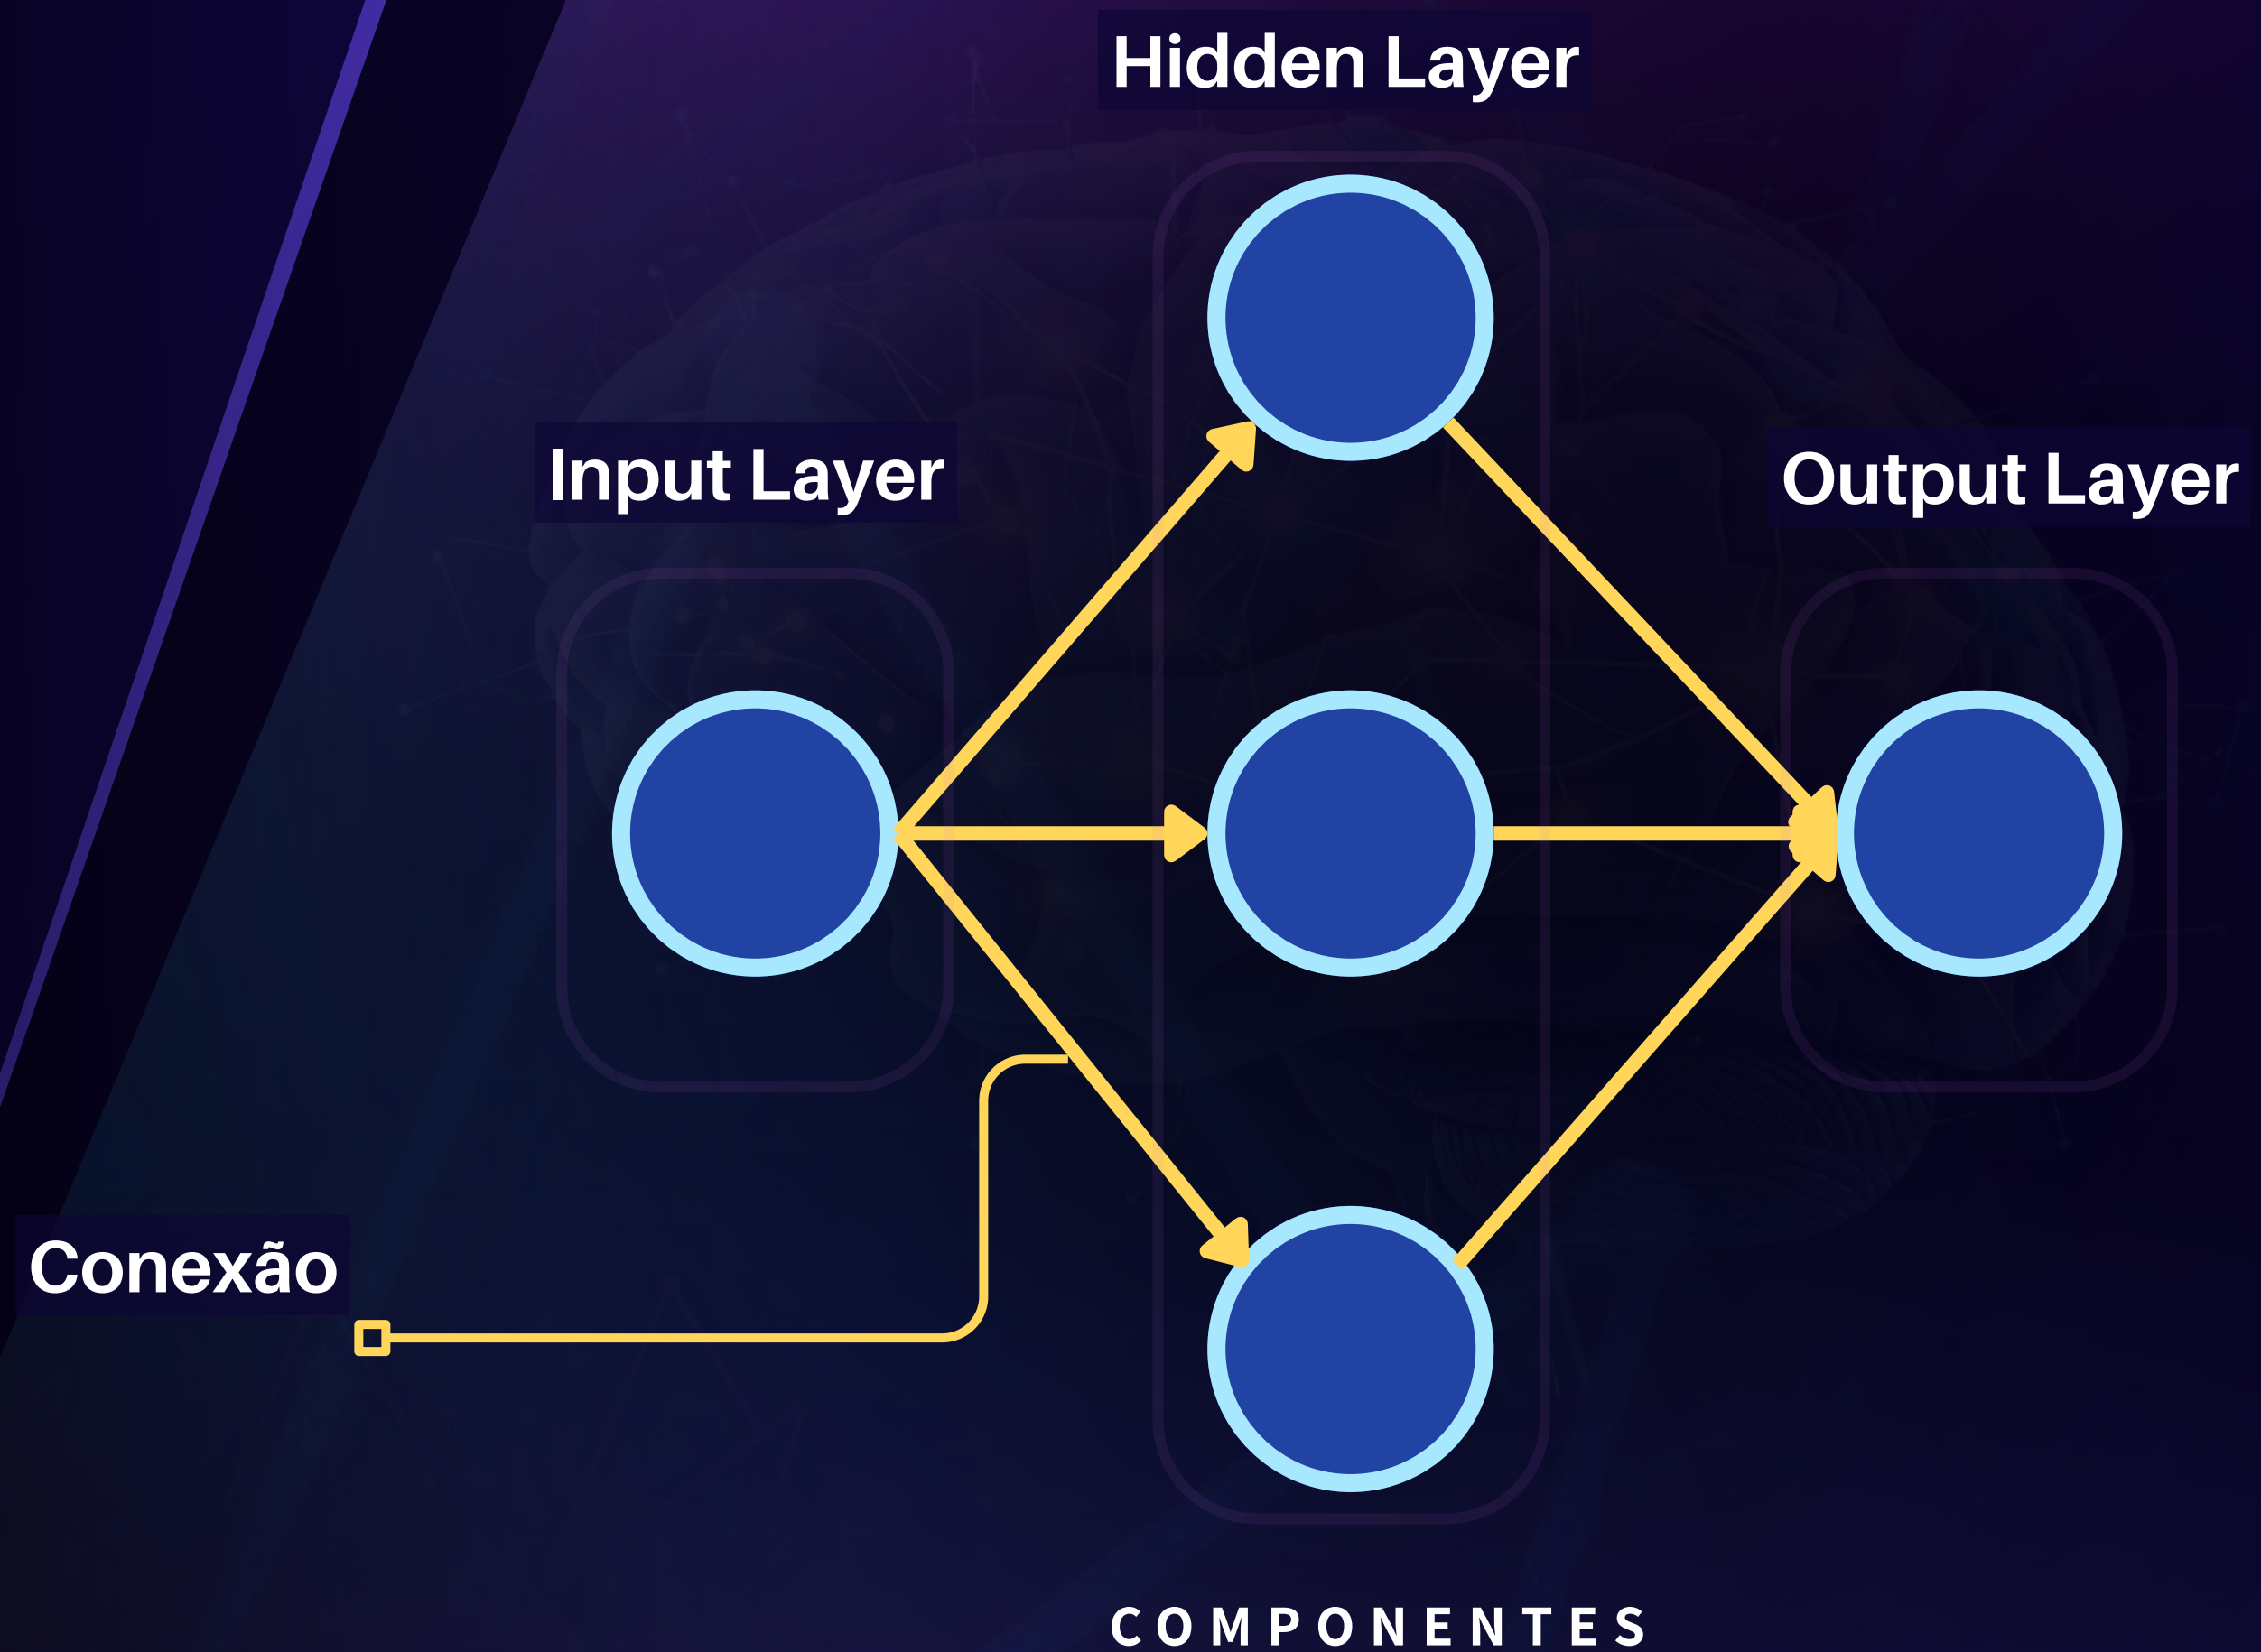 Hidden Layer
Input Layer
Output Layer
Conexão
COMPONENTES